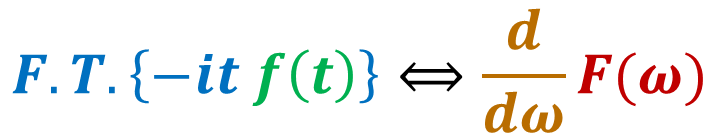 F.T.{−it f(t)} ⟺ d/dω F(ω)